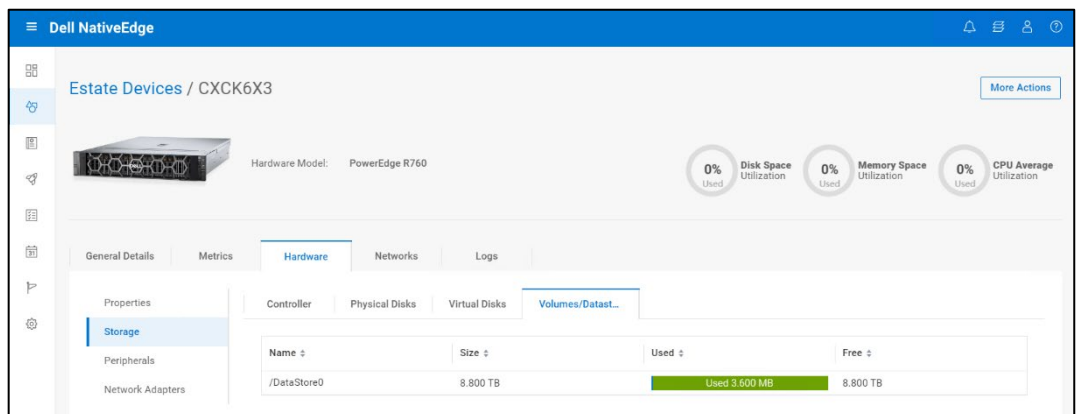 Dell NativeEdge
Estate Devices / CXCK6X3
More Actions
Hardware Model: PowerEdge R760
0% Used Disk Space Utilization
0% Used Memory Space Utilization
0% Used CPU Average Utilization
General Details Metrics Hardware Networks Logs
Properties
Storage
Peripherals
Network Adapters
Controller Physical Disks Virtual Disks Volumes/Datast...
Name Size Used Free
/DataStore0 8.800 TB Used 3.600 MB 8.800 TB
31